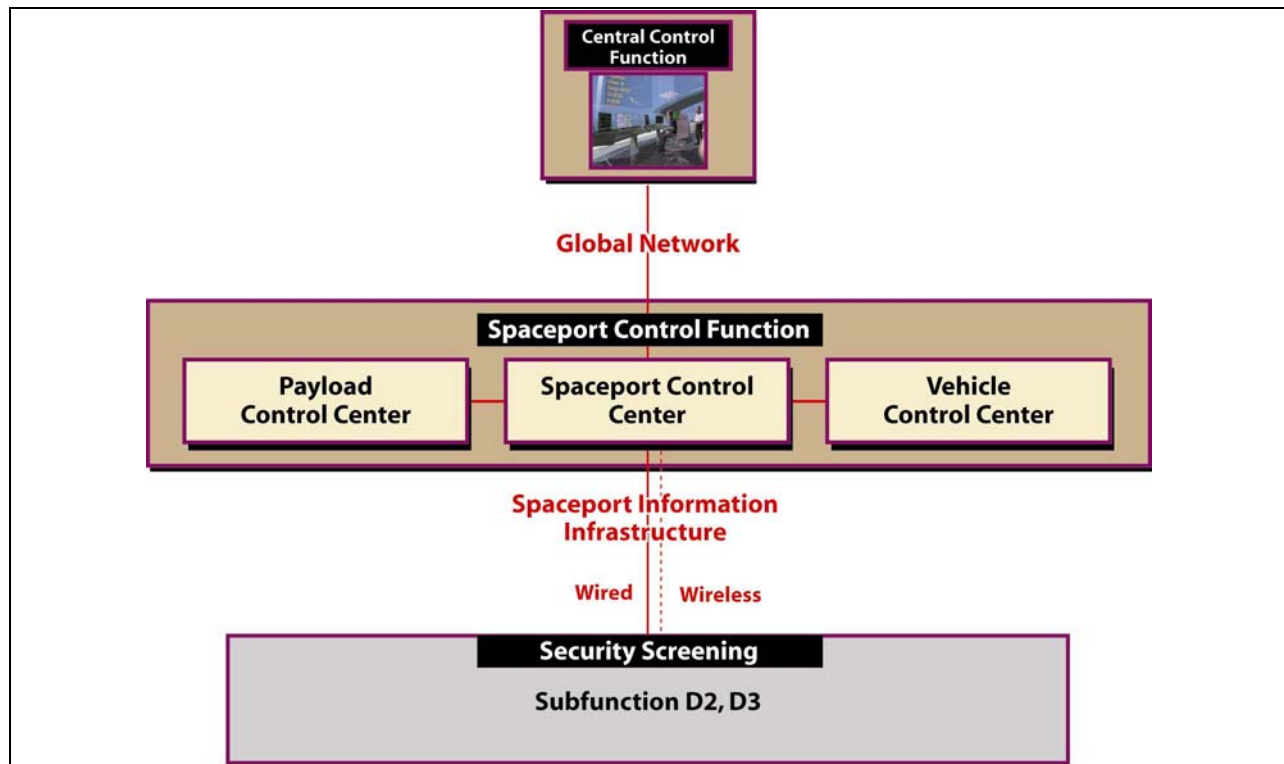 Central Control
Function
Global Network
Spaceport Control Function
Payload
Control Center
Spaceport Control
Center
Vehicle
Control Center
Spaceport Information
Infrastructure
Wired
Wireless
Security Screening
Subfunction D2, D3